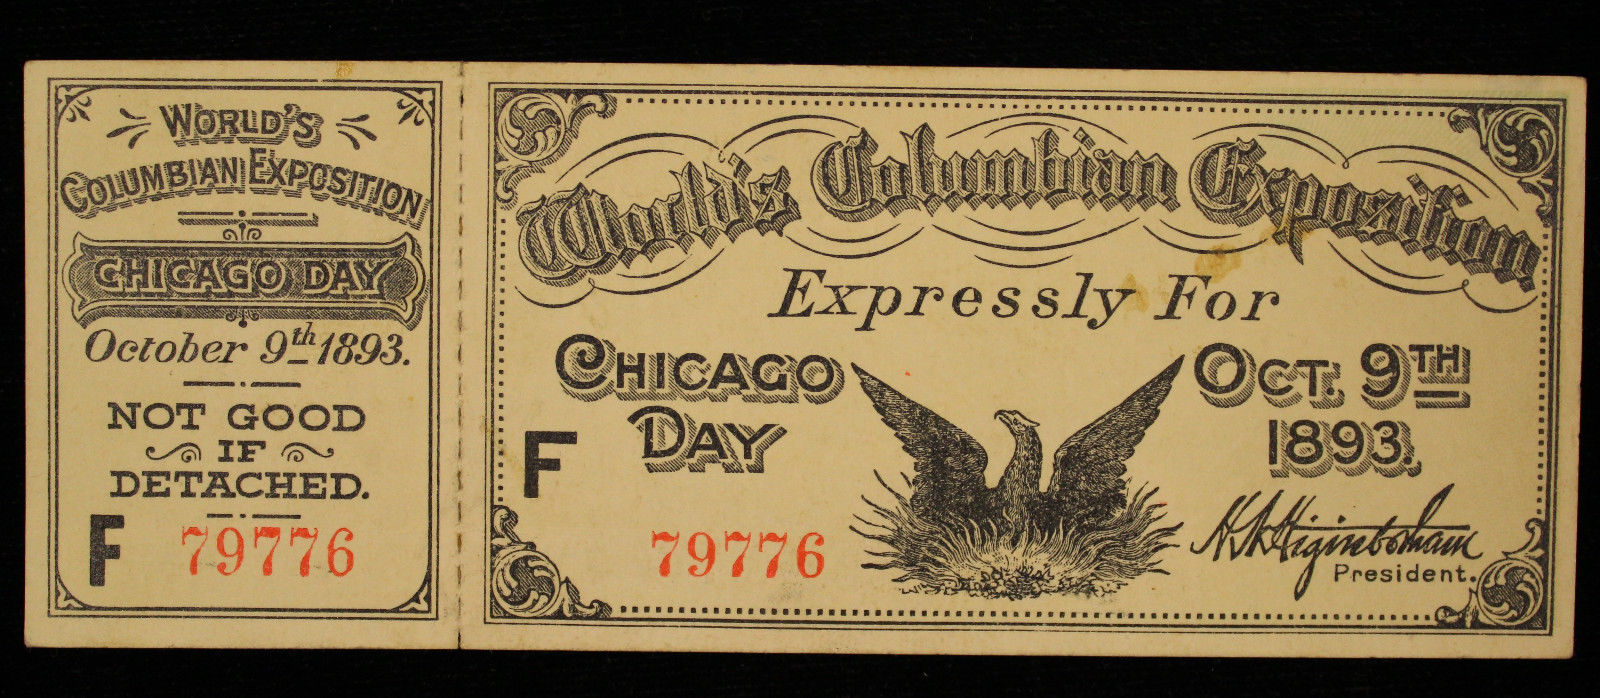 WORLD'S
COLUMBIAN EXPOSITION
CHICAGO DAY
October 9th 1893.
NOT GOOD
IF
DETACHED.
F 79776
World's Columbian Exposition.
Expressly For
CHICAGO
DAY
OCT. 9TH
1893.
F
79776
H.N. Higinbotham
President.